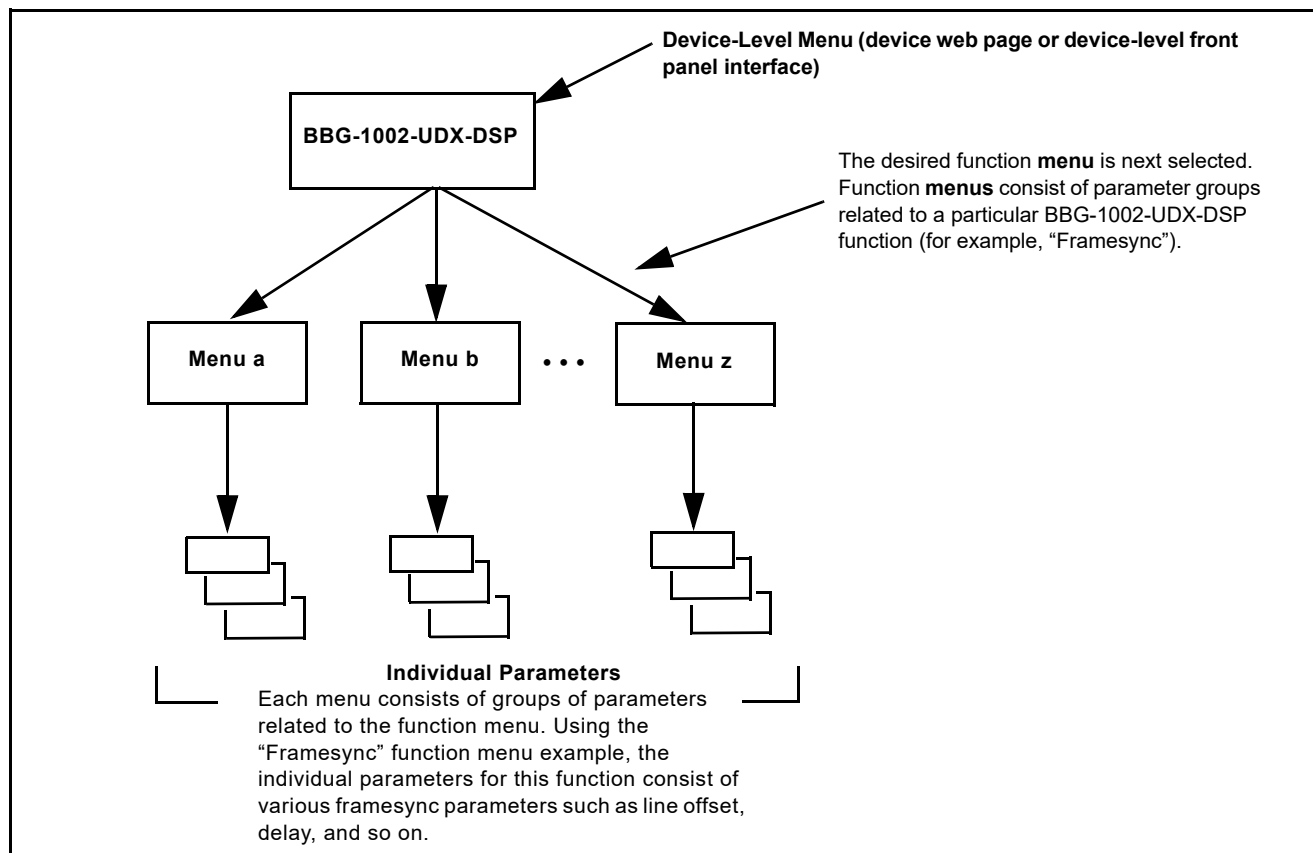 Device-Level Menu (device web page or device-level front
panel interface)
BBG-1002-UDX-DSP
The desired function menu is next selected.
Function menus consist of parameter groups
related to a particular BBG-1002-UDX-DSP
function (for example, “Framesync”).
Menu a
Menu b
• • •
Menu z
Individual Parameters
Each menu consists of groups of parameters
related to the function menu. Using the
“Framesync” function menu example, the
individual parameters for this function consist of
various framesync parameters such as line offset,
delay, and so on.